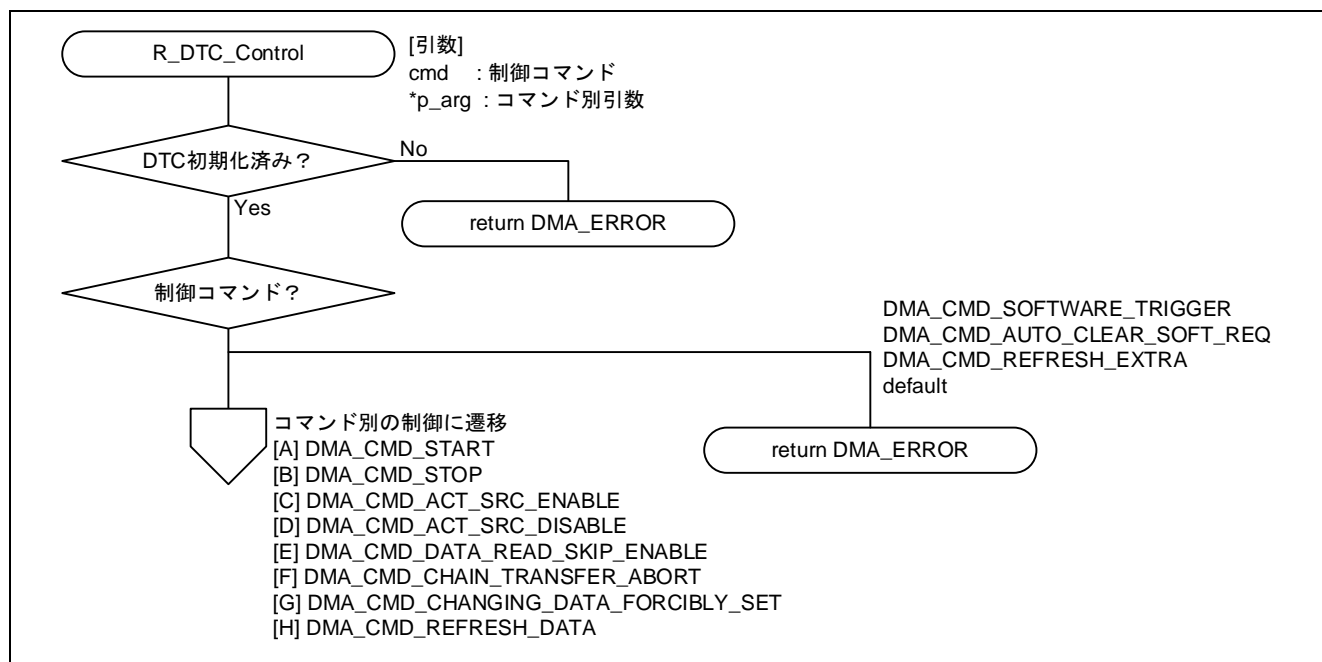 R_DTC_Control
[引数]
cmd : 制御コマンド
*p_arg : コマンド別引数
DTC初期化済み？
No
Yes
return DMA_ERROR
制御コマンド？
DMA_CMD_SOFTWARE_TRIGGER
DMA_CMD_AUTO_CLEAR_SOFT_REQ
DMA_CMD_REFRESH_EXTRA
default
return DMA_ERROR
コマンド別の制御に遷移
[A] DMA_CMD_START
[B] DMA_CMD_STOP
[C] DMA_CMD_ACT_SRC_ENABLE
[D] DMA_CMD_ACT_SRC_DISABLE
[E] DMA_CMD_DATA_READ_SKIP_ENABLE
[F] DMA_CMD_CHAIN_TRANSFER_ABORT
[G] DMA_CMD_CHANGING_DATA_FORCIBLY_SET
[H] DMA_CMD_REFRESH_DATA